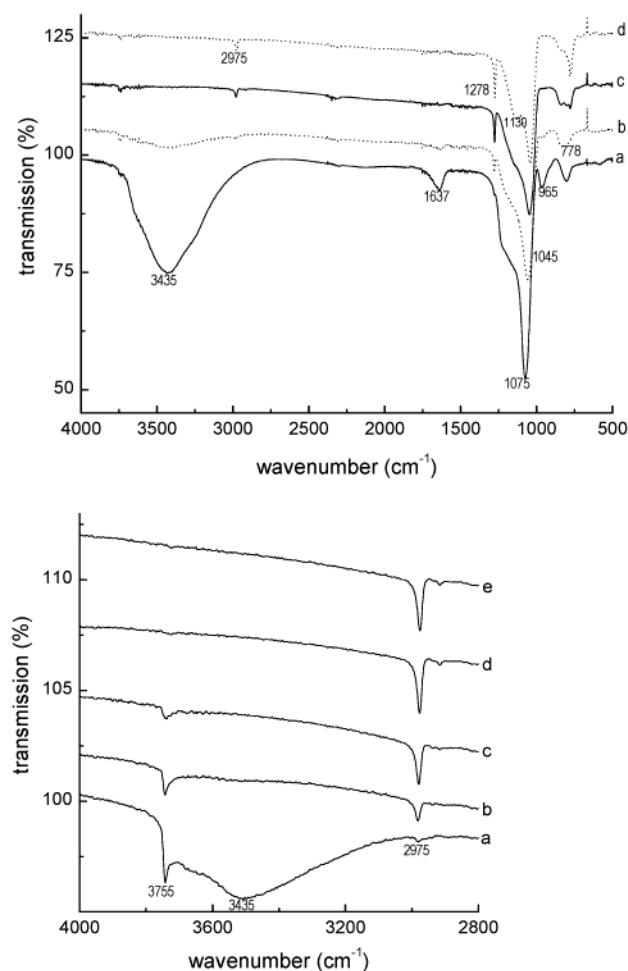 125
100
75
50
transmission (%)
2975
1278
1130
d
c
b
a
778
965
1637
1045
3435
1075
4000 3500 3000 2500 2000 1500 1000 500
wavenumber (cm⁻¹)
110
105
100
transmission (%)
e
d
c
b
a
2975
3755
3435
4000 3600 3200 2800
wavenumber (cm⁻¹)